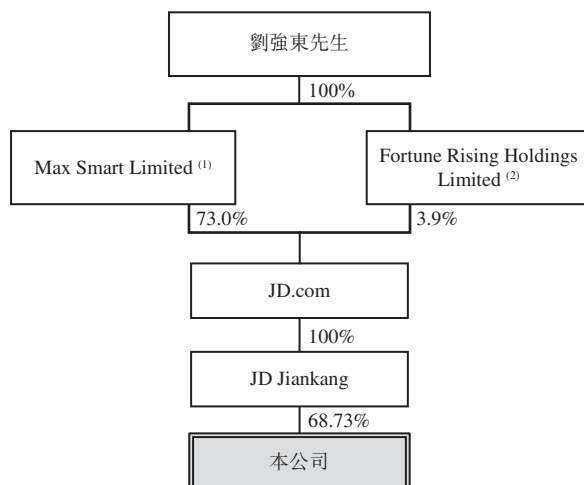 劉強東先生
100%
Max Smart Limited (1)
Fortune Rising Holdings
Limited (2)
73.0%
3.9%
JD.com
100%
JD Jiankang
68.73%
本公司